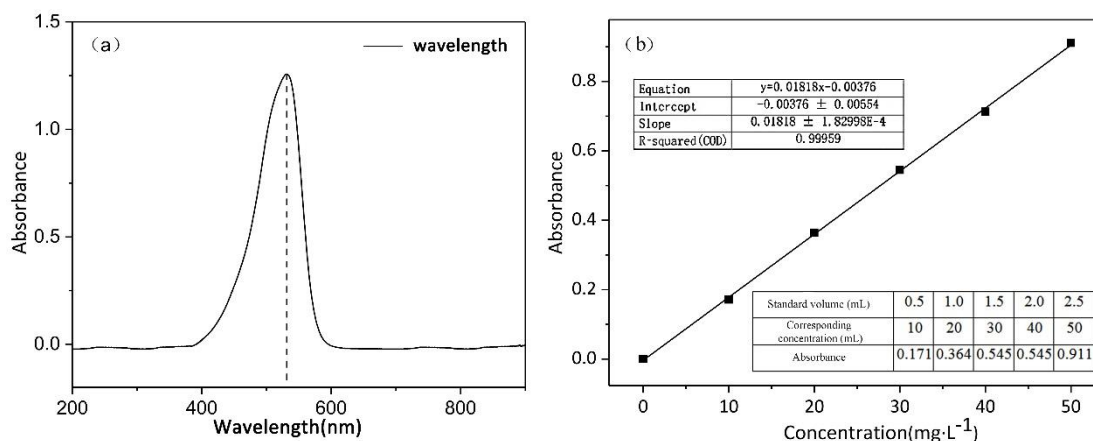 (a)
wavelength
1.5
1.0
0.5
0.0
Absorbance
200 400 600 800
Wavelength(nm)
(b)
0.8
0.6
0.4
0.2
0.0
Absorbance
Equation y=0.01818x-0.00376
Intercept -0.00376 ± 0.00554
Slope 0.01818 ± 1.82998E-4
R-squared(COD) 0.99959
Standard volume (mL) 0.5 1.0 1.5 2.0 2.5
Corresponding
concentration (mL) 10 20 30 40 50
Absorbance 0.171 0.364 0.545 0.545 0.911
0 10 20 30 40 50
Concentration(mg·L⁻¹)